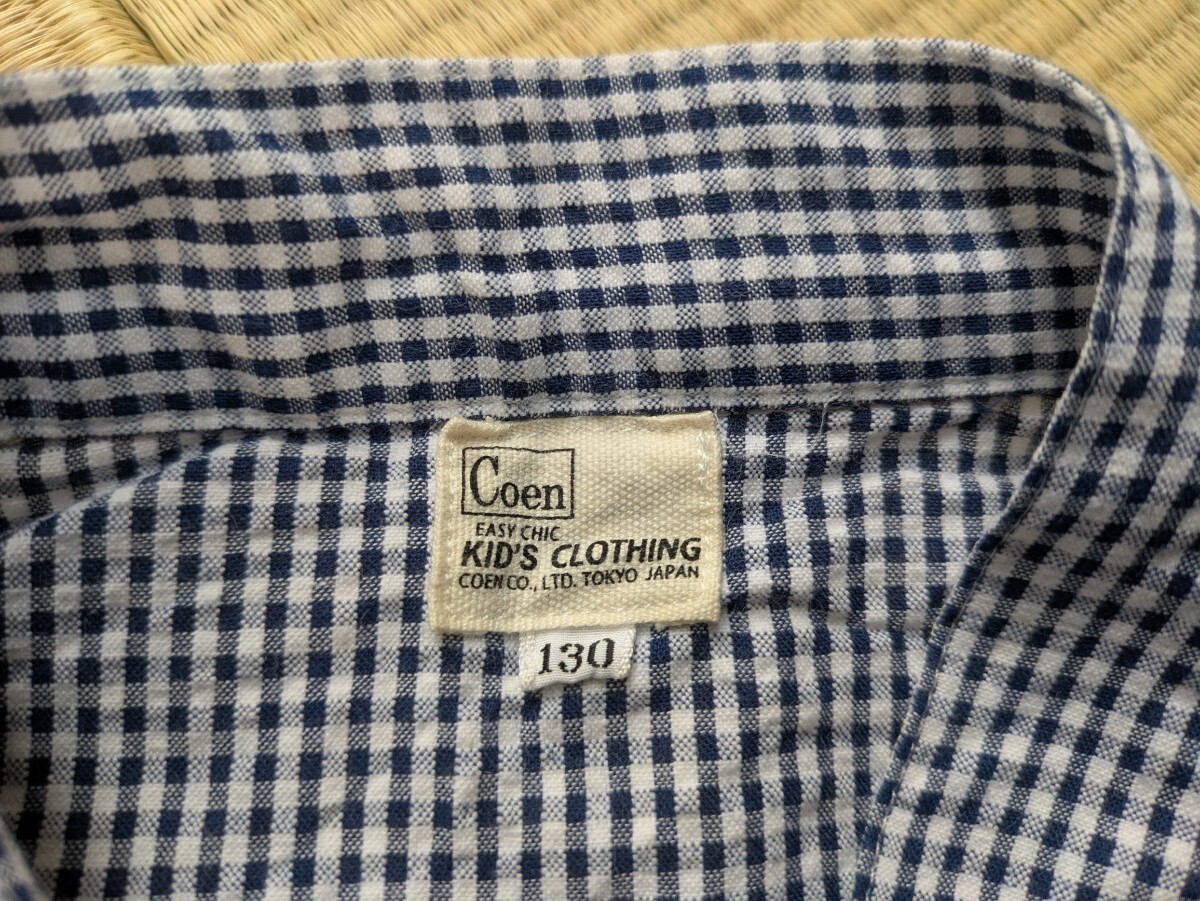 Coen
EASY CHIC
KID'S CLOTHING
COEN CO., LTD. TOKYO JAPAN
130